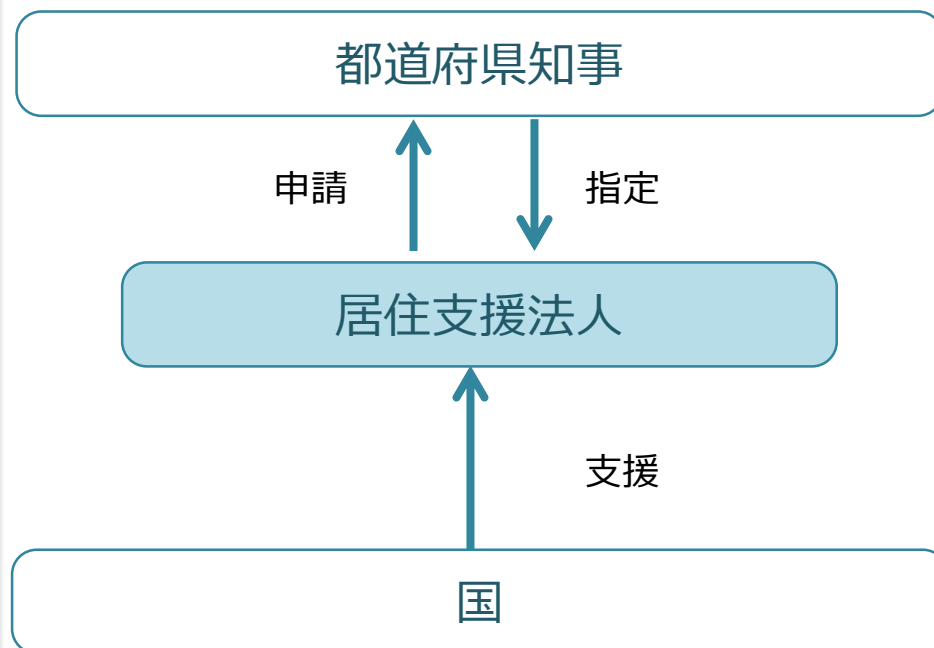 都道府県知事
申請
指定
居住支援法人
支援
国